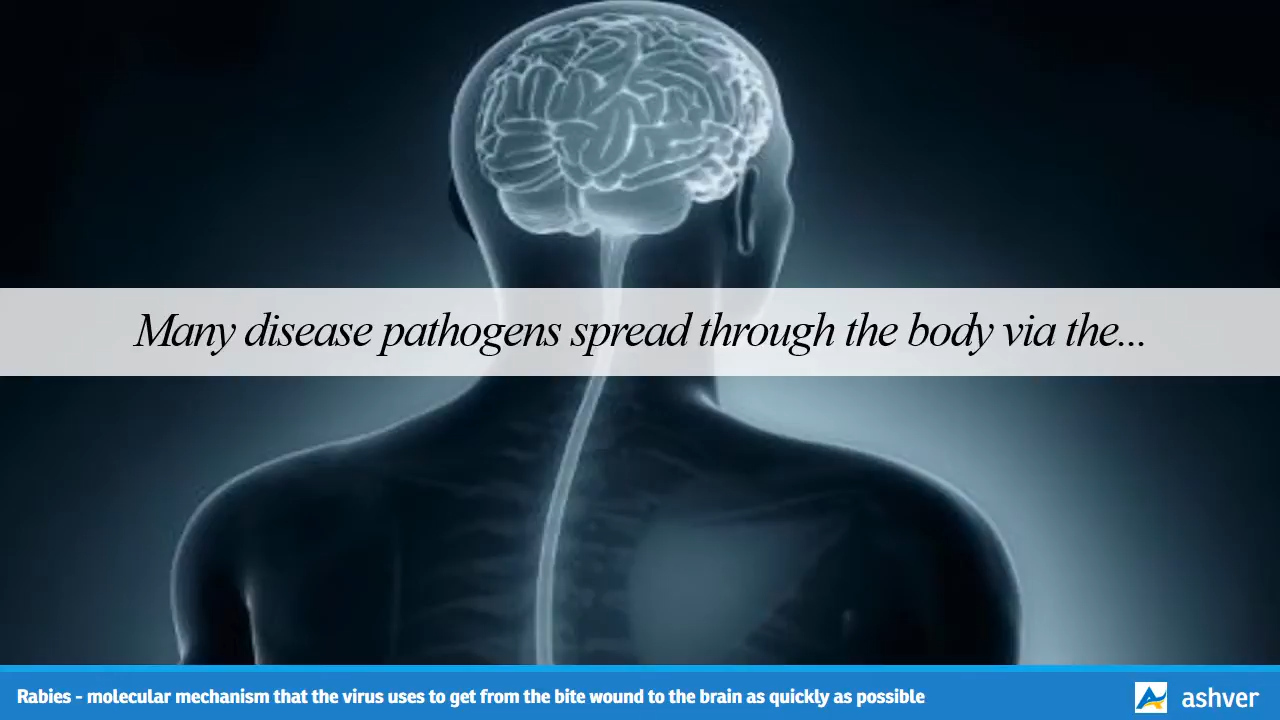 Many disease pathogens spread through the body via the...
Rabies - molecular mechanism that the virus uses to get from the bite wound to the brain as quickly as possible
ashver